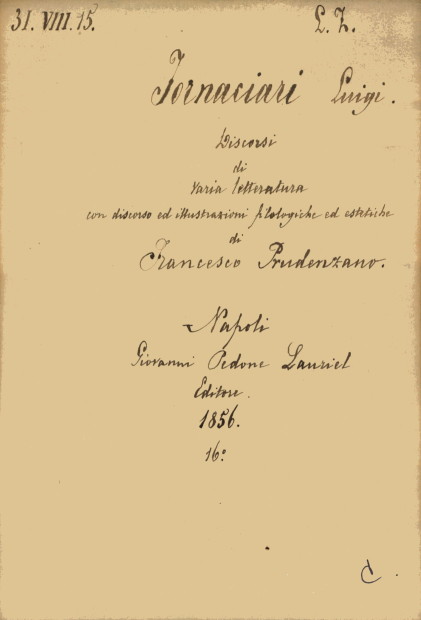 31. VIII. 15. L. Z.
Fornaciari Luigi.
Discorsi
di
varia letteratura
con discorso ed illustrazioni filologiche ed estetiche
di
Francesco Prudenzano.
Napoli
Giovanni Pedone Lauriel
Editore.
1856.
16°
C.